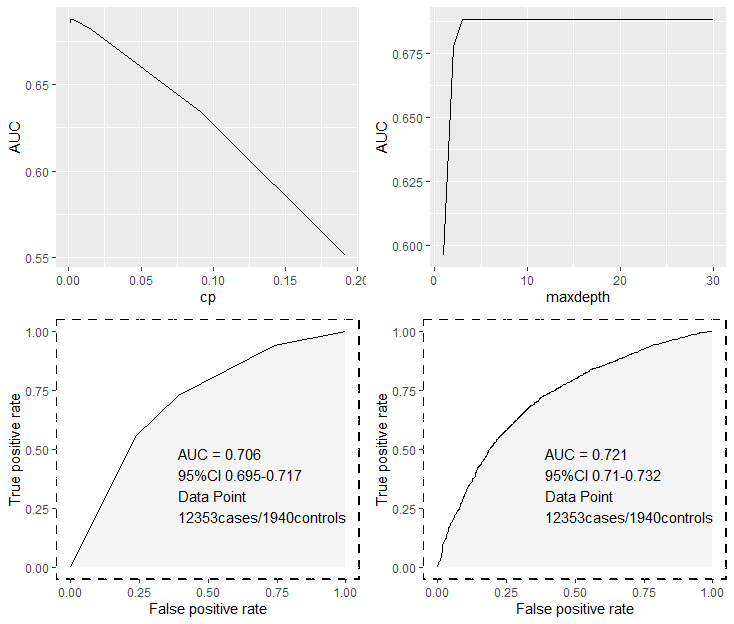 AUC
0.65
0.60
0.55
0.00
0.05
0.10
0.15
0.20
cp
AUC
0.675
0.650
0.625
0.600
0
10
20
30
maxdepth
True positive rate
1.00
0.75
0.50
0.25
0.00
AUC = 0.706
95%CI 0.695-0.717
Data Point
12353cases/1940controls
0.00
0.25
0.50
0.75
1.00
False positive rate
True positive rate
1.00
0.75
0.50
0.25
0.00
AUC = 0.721
95%CI 0.71-0.732
Data Point
12353cases/1940controls
0.00
0.25
0.50
0.75
1.00
False positive rate